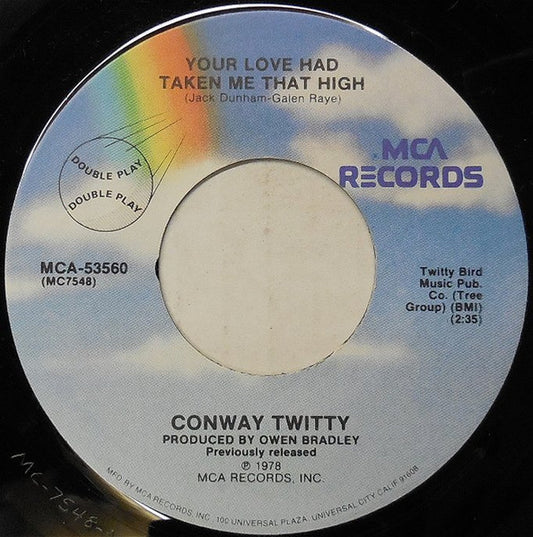 YOUR LOVE HAD
TAKEN ME THAT HIGH
(Jack Dunham-Galen Raye)
MCA
RECORDS
DOUBLE PLAY
DOUBLE PLAY
MCA-53560
(MC7548)
Twitty Bird
Music Pub.
Co. (Tree
Group) (BMI)
(2:35)
CONWAY TWITTY
PRODUCED BY OWEN BRADLEY
Previously released
℗ 1978
MCA RECORDS, INC.
MFD BY MCA RECORDS, INC., 100 UNIVERSAL PLAZA, UNIVERSAL CITY, CALIF. 91608
MC-7548-